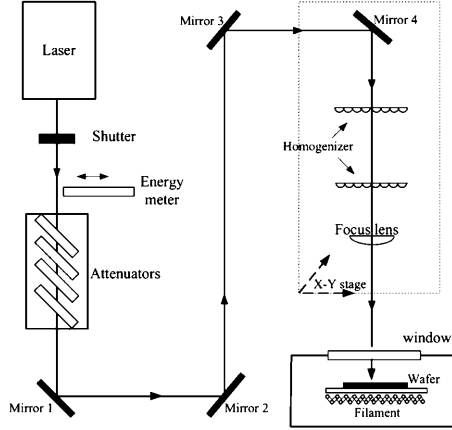 Laser
Shutter
Energy
meter
Attenuators
Mirror 1
Mirror 2
Mirror 3
Mirror 4
Homogenizer
Focus lens
X-Y stage
window
Wafer
Filament